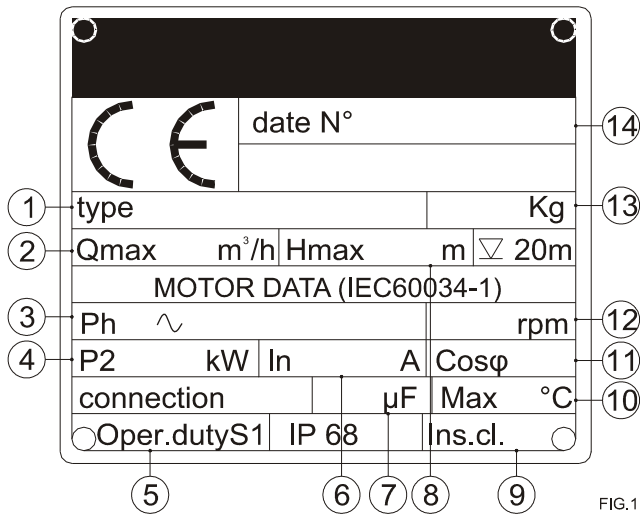 CE
date N°
14
1
type
Kg
13
2
Qmax m³/h Hmax m 20m
MOTOR DATA (IEC60034-1)
3
Ph ∿
rpm
12
4
P2 kW In A Cosφ
11
connection µF Max °C
10
Oper.dutyS1 IP 68 Ins.cl.
5 6 7 8 9
FIG.1